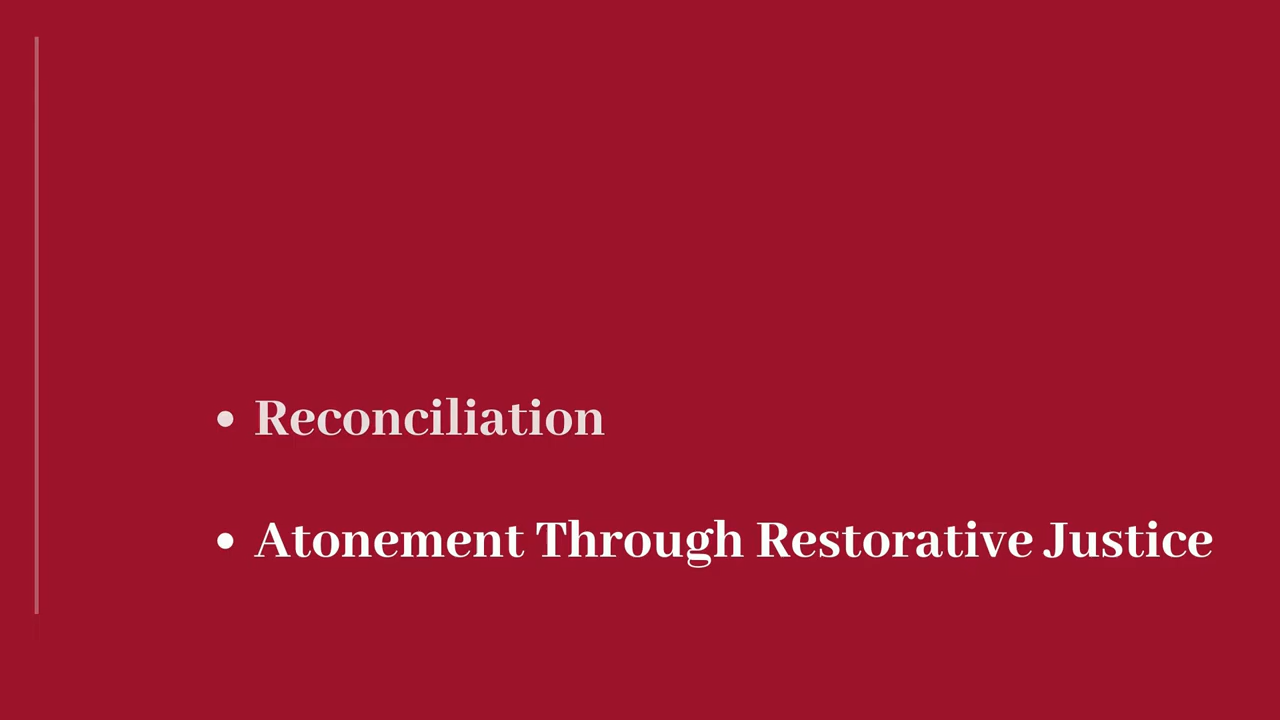 • Reconciliation
• Atonement Through Restorative Justice